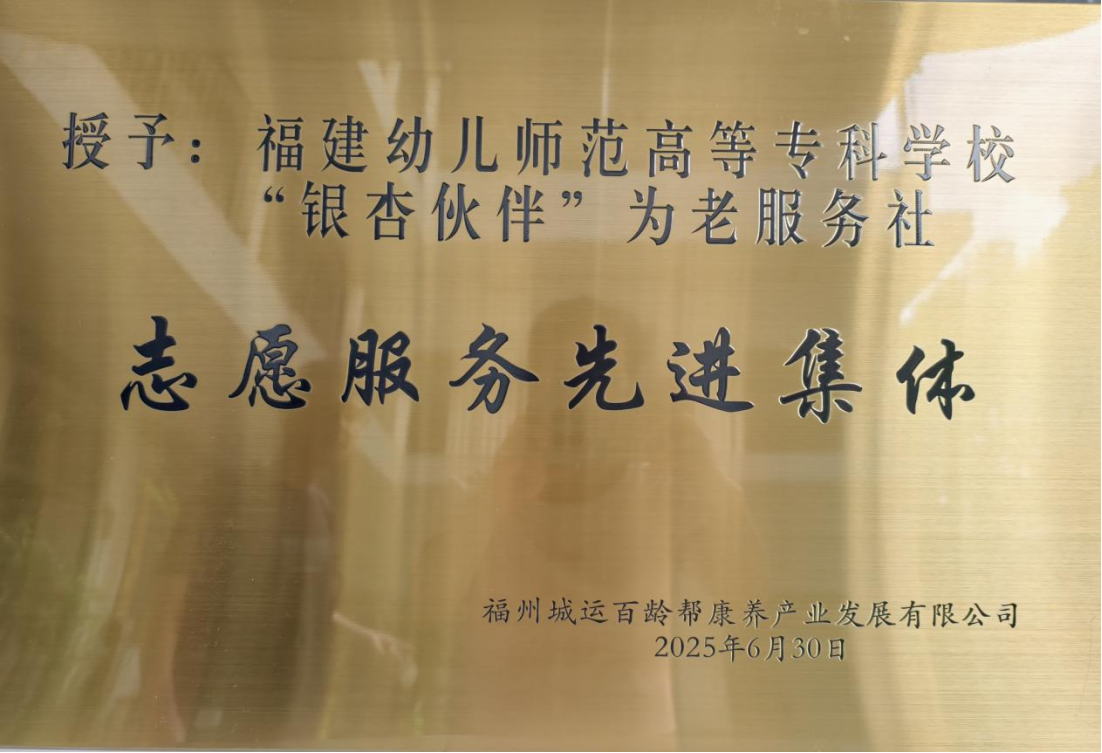 授予：福建幼儿师范高等专科学校
“银杏伙伴”为老服务社
志愿服务先进集体
福州城运百龄帮康养产业发展有限公司
2025年6月30日